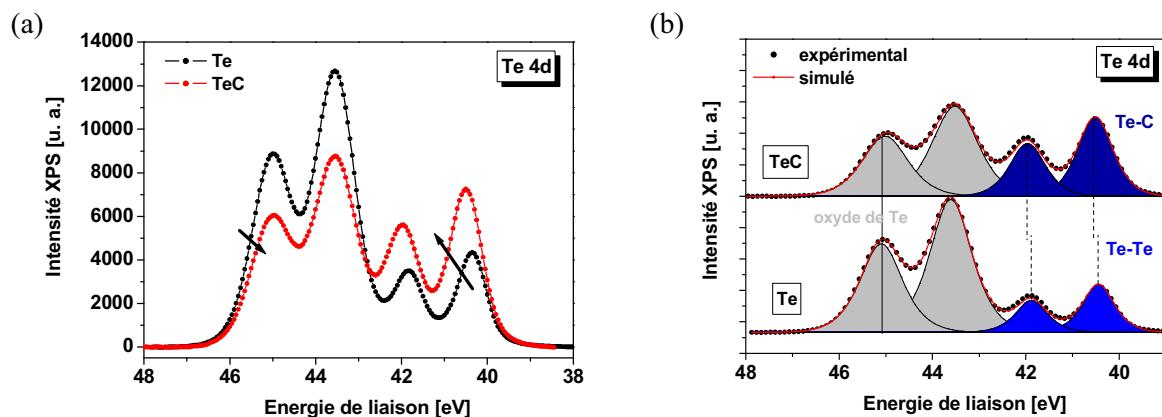 (a)
14000
12000
10000
8000
6000
4000
2000
0
Intensité XPS [u. a.]
Te
TeC
Te 4d
48 46 44 42 40 38
Energie de liaison [eV]
(b)
Intensité XPS [u. a.]
expérimental
simulé
Te 4d
Te-C
TeC
oxyde de Te
Te-Te
Te
48 46 44 42 40
Energie de liaison [eV]